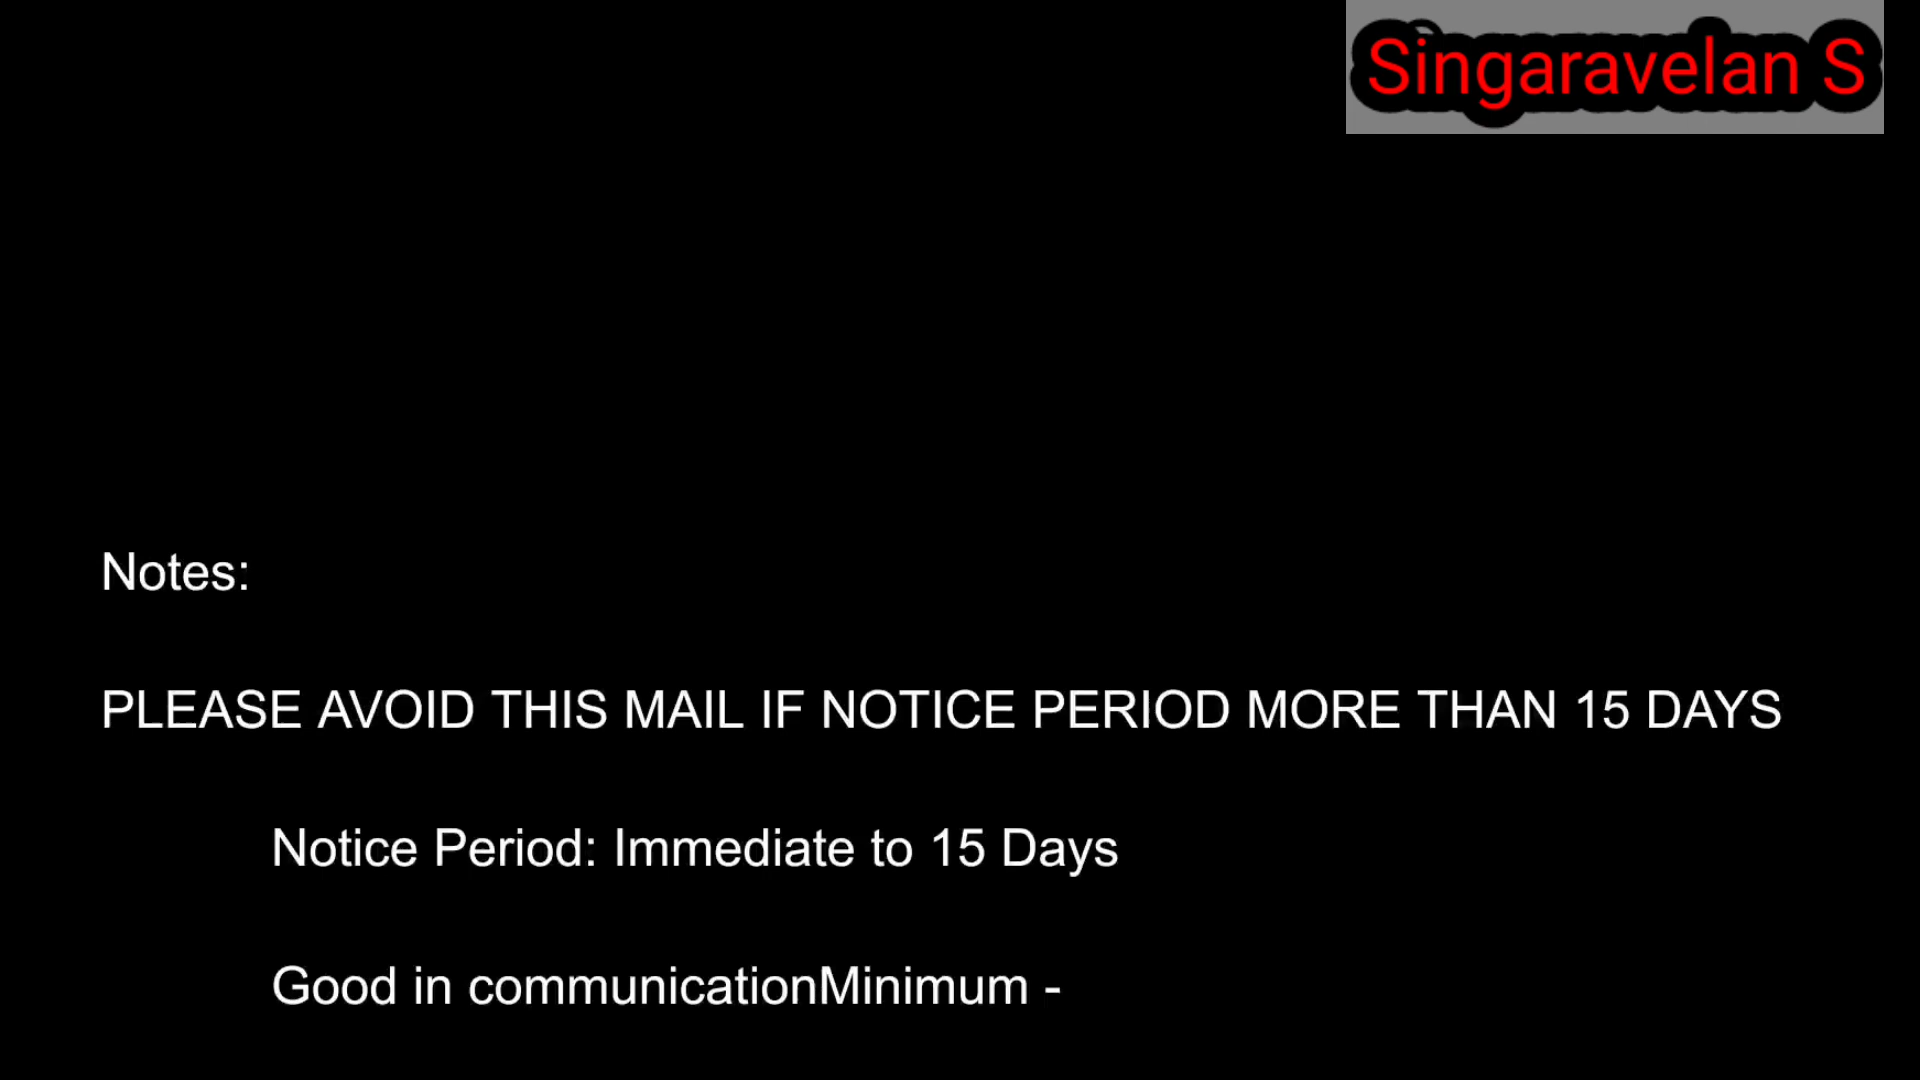 Singaravelan S
Notes:
PLEASE AVOID THIS MAIL IF NOTICE PERIOD MORE THAN 15 DAYS
Notice Period: Immediate to 15 Days
Good in communicationMinimum -